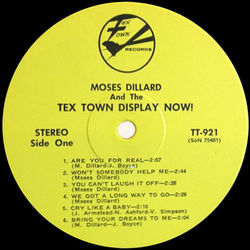 Tex
Town
RECORDS
MOSES DILLARD
And The
TEX TOWN DISPLAY NOW!
STEREO
Side One
TT-921
(SoN 75481)
1. ARE YOU FOR REAL—2:07
(M. Dillard-J. Boyce)
2. WON'T SOMEBODY HELP ME—2:44
(Moses Dillard)
3. YOU CAN'T LAUGH IT OFF—2:28
(Moses Dillard)
4. WE GOT A LONG WAY TO GO—2:26
(Moses Dillard)
5. CRY LIKE A BABY—2:16
(J. Armstead-N. Ashford-V. Simpson)
6. BRING YOUR DREAMS TO ME—3:04
(M. Dillard-J. Boyce)